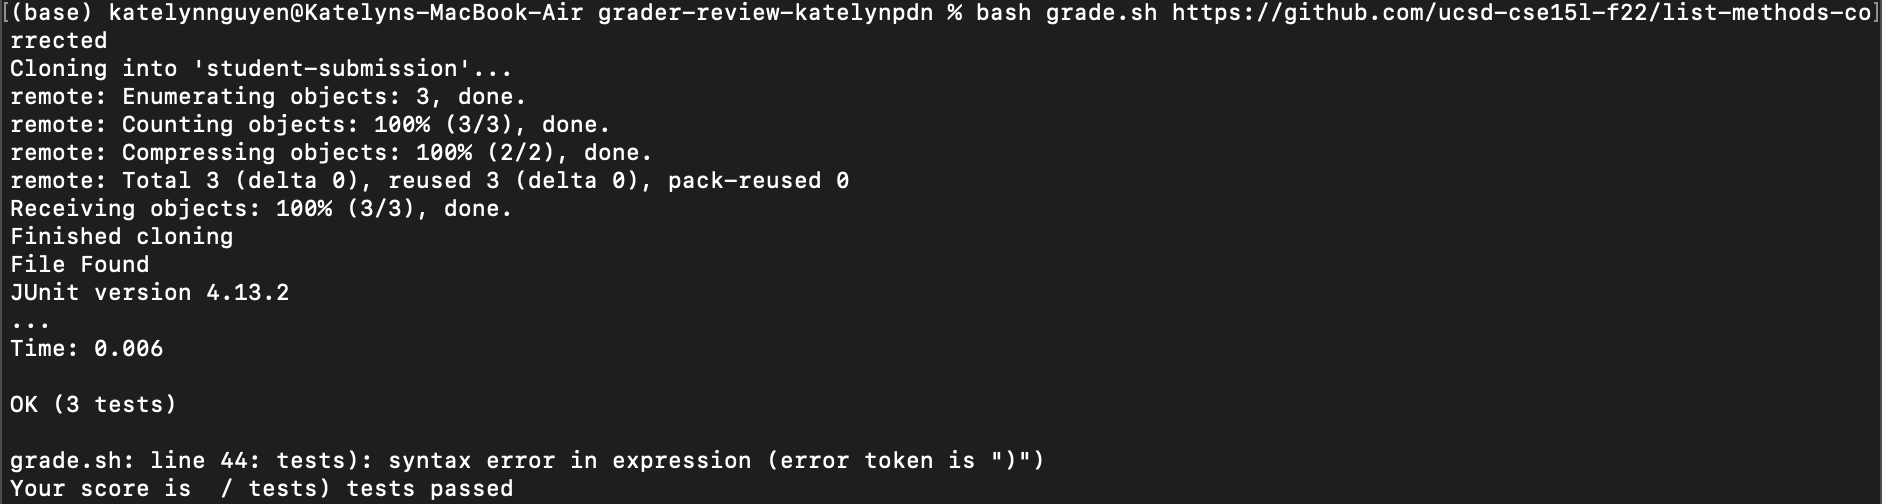 [(base) katelynnguyen@Katelyns-MacBook-Air grader-review-katelynpdn % bash grade.sh https://github.com/ucsd-cse15l-f22/list-methods-co]
rrected
Cloning into 'student-submission'...
remote: Enumerating objects: 3, done.
remote: Counting objects: 100% (3/3), done.
remote: Compressing objects: 100% (2/2), done.
remote: Total 3 (delta 0), reused 3 (delta 0), pack-reused 0
Receiving objects: 100% (3/3), done.
Finished cloning
File Found
JUnit version 4.13.2
...
Time: 0.006
OK (3 tests)
grade.sh: line 44: tests): syntax error in expression (error token is ")")
Your score is  / tests) tests passed